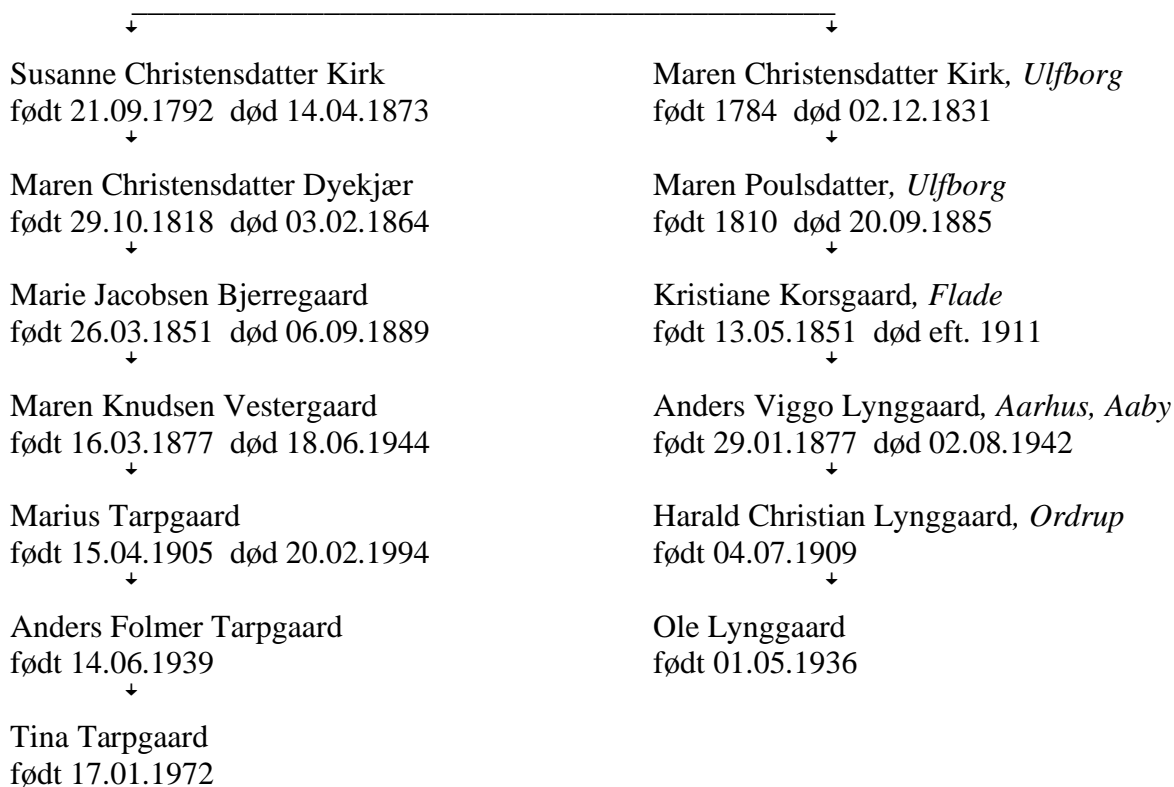 Susanne Christensdatter Kirk
født 21.09.1792 død 14.04.1873
Maren Christensdatter Dyekjær
født 29.10.1818 død 03.02.1864
Marie Jacobsen Bjerregaard
født 26.03.1851 død 06.09.1889
Maren Knudsen Vestergaard
født 16.03.1877 død 18.06.1944
Marius Tarpgaard
født 15.04.1905 død 20.02.1994
Anders Folmer Tarpgaard
født 14.06.1939
Tina Tarpgaard
født 17.01.1972
Maren Christensdatter Kirk, Ulfborg
født 1784 død 02.12.1831
Maren Poulsdatter, Ulfborg
født 1810 død 20.09.1885
Kristiane Korsgaard, Flade
født 13.05.1851 død eft. 1911
Anders Viggo Lynggaard, Aarhus, Aaby
født 29.01.1877 død 02.08.1942
Harald Christian Lynggaard, Ordrup
født 04.07.1909
Ole Lynggaard
født 01.05.1936